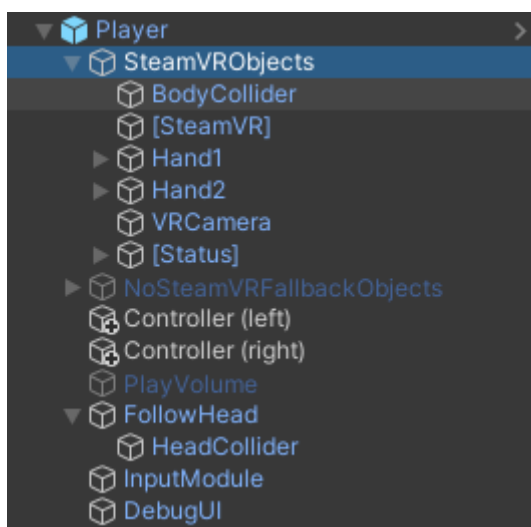 Player
SteamVRObjects
BodyCollider
[SteamVR]
Hand1
Hand2
VRCamera
[Status]
NoSteamVRFallbackObjects
Controller (left)
Controller (right)
PlayVolume
FollowHead
HeadCollider
InputModule
DebugUI